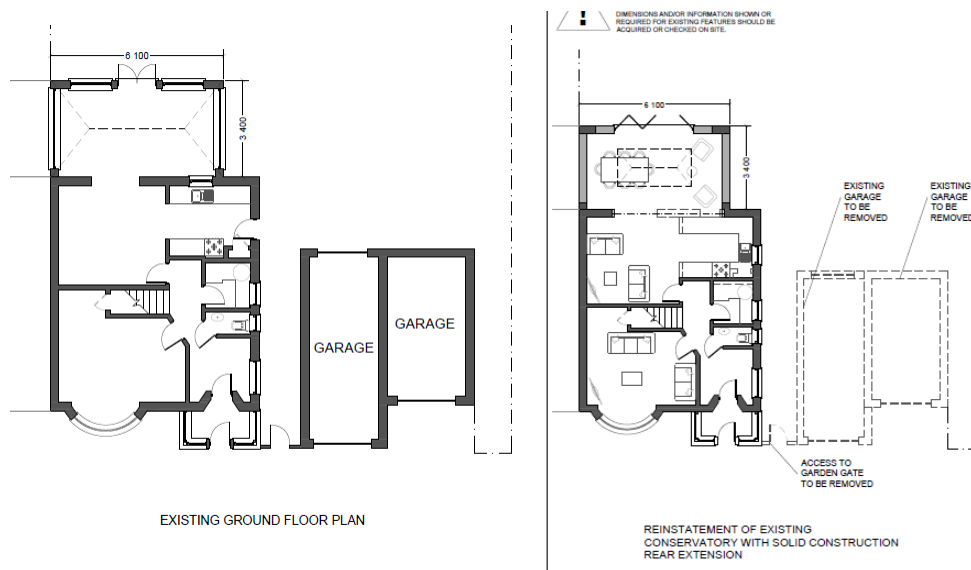 6 100
3 400
GARAGE
GARAGE
EXISTING GROUND FLOOR PLAN
!
DIMENSIONS AND/OR INFORMATION SHOWN OR
REQUIRED FOR EXISTING FEATURES SHOULD BE
ACQUIRED OR CHECKED ON SITE.
6 100
3 400
EXISTING
GARAGE
TO BE
REMOVED
EXISTING
GARAGE
TO BE
REMOVED
ACCESS TO
GARDEN GATE
TO BE REMOVED
REINSTATEMENT OF EXISTING
CONSERVATORY WITH SOLID CONSTRUCTION
REAR EXTENSION